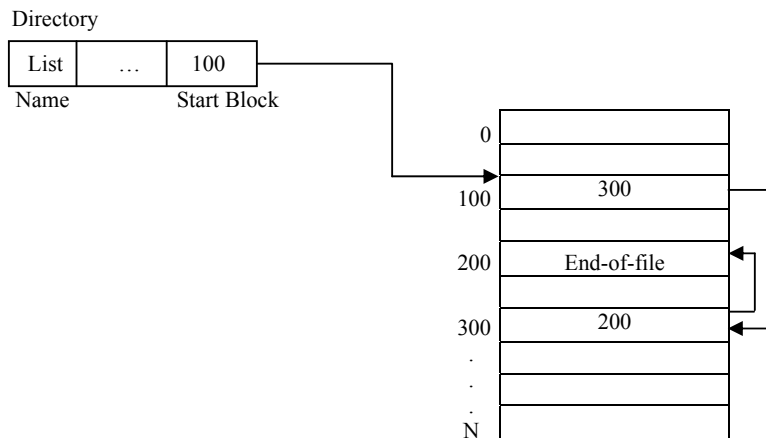 Directory
List … 100
Name Start Block
0
100 300
200 End-of-file
300 200
.
.
.
N